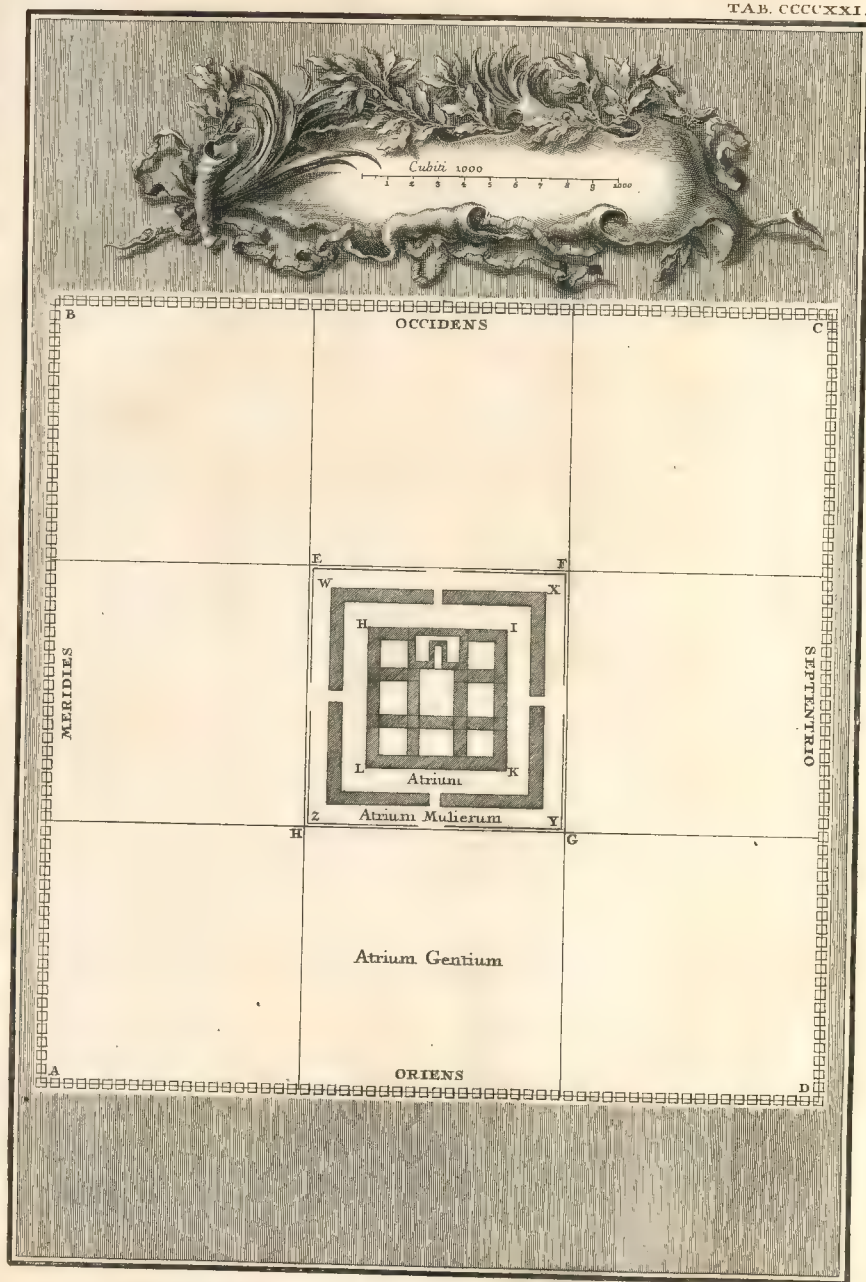 TAB. CCCCXXI.
Cubiti 1000
1 2 3 4 5 6 7 8 9 1000
B OCCIDENS C
E F
W X
H I
MERIDIES
SEPTENTRIO
L K
Atrium
Z Atrium Mulierum Y
H G
Atrium Gentium
A ORIENS D